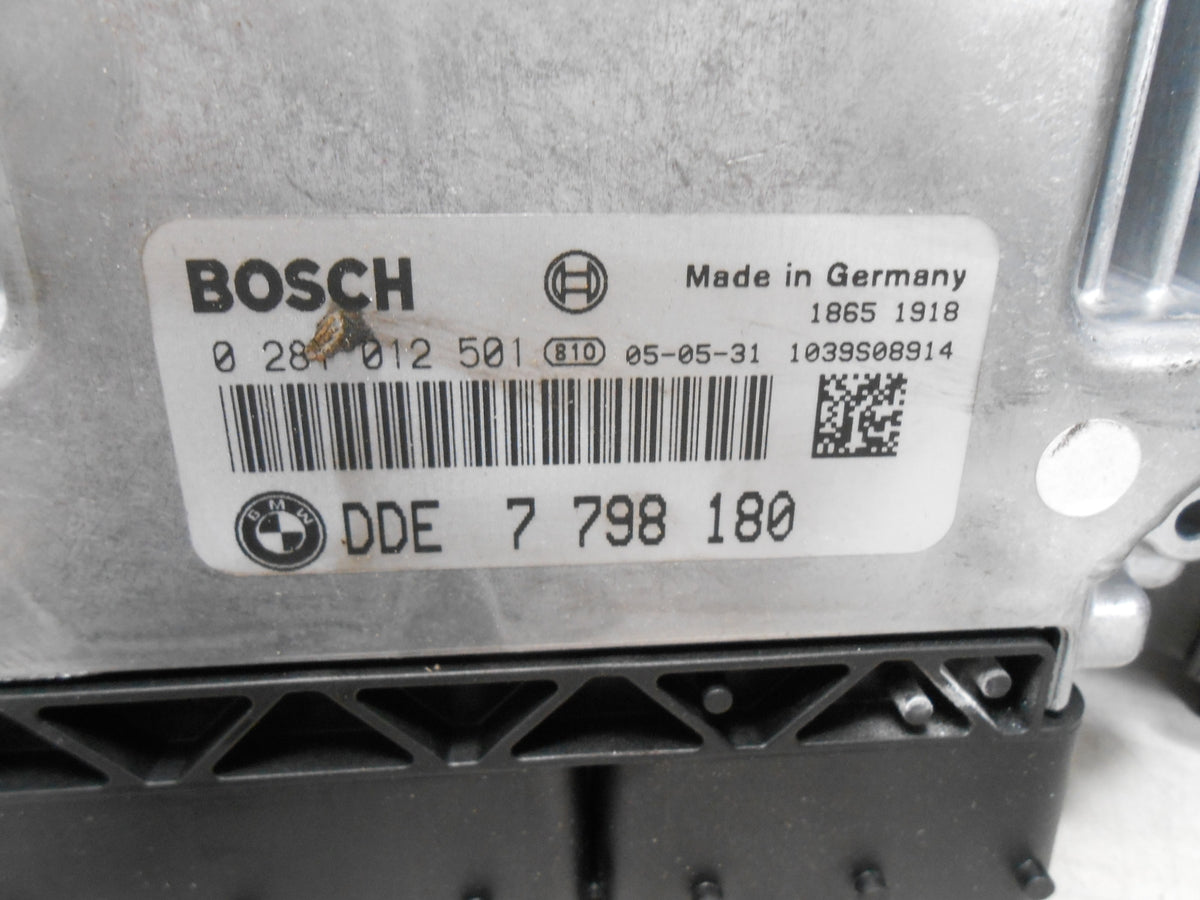 BOSCH
Made in Germany
1865 1918
0 281 012 501 810 05-05-31 1039S08914
BMW DDE 7 798 180